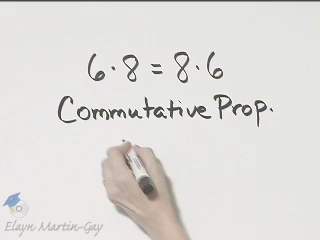 6 · 8 = 8 · 6
Commutative Prop.
Elayn Martin-Gay